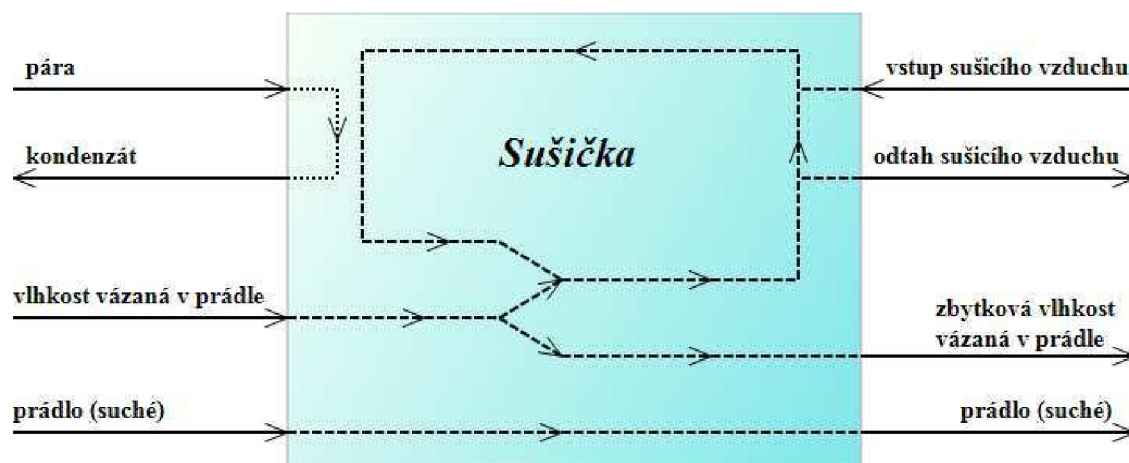 pára
vstup sušicího vzduchu
kondenzát
Sušička
odtah sušicího vzduchu
vlhkost vázaná v prádle
zbytková vlhkost
vázaná v prádle
prádlo (suché)
prádlo (suché)